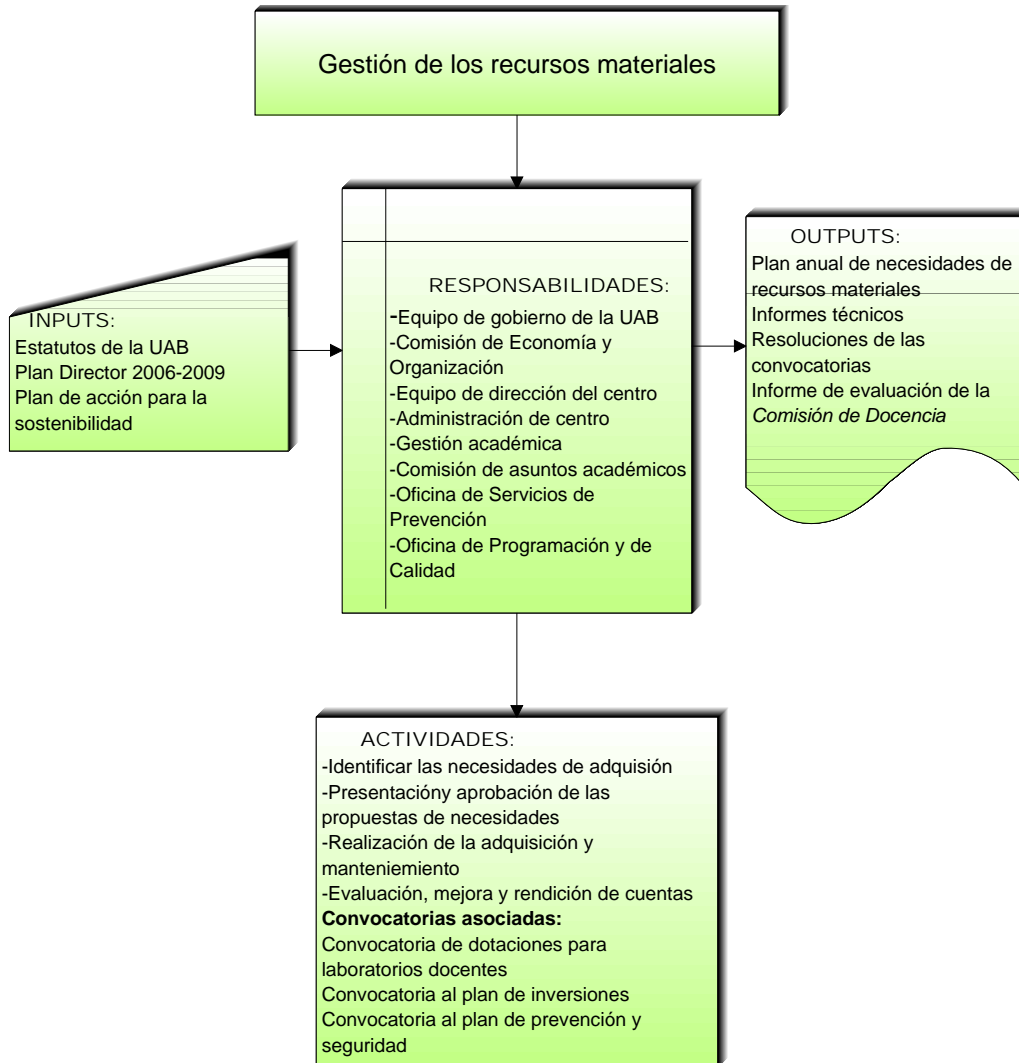 Gestión de los recursos materiales
INPUTS:
Estatutos de la UAB
Plan Director 2006-2009
Plan de acción para la
sostenibilidad
RESPONSABILIDADES:
-Equipo de gobierno de la UAB
-Comisión de Economía y
Organización
-Equipo de dirección del centro
-Administración de centro
-Gestión académica
-Comisión de asuntos académicos
-Oficina de Servicios de
Prevención
-Oficina de Programación y de
Calidad
OUTPUTS:
Plan anual de necesidades de
recursos materiales
Informes técnicos
Resoluciones de las
convocatorias
Informe de evaluación de la
Comisión de Docencia
ACTIVIDADES:
-Identificar las necesidades de adquisión
-Presentacióny aprobación de las
propuestas de necesidades
-Realización de la adquisición y
manteniemiento
-Evaluación, mejora y rendición de cuentas
Convocatorias asociadas:
Convocatoria de dotaciones para
laboratorios docentes
Convocatoria al plan de inversiones
Convocatoria al plan de prevención y
seguridad